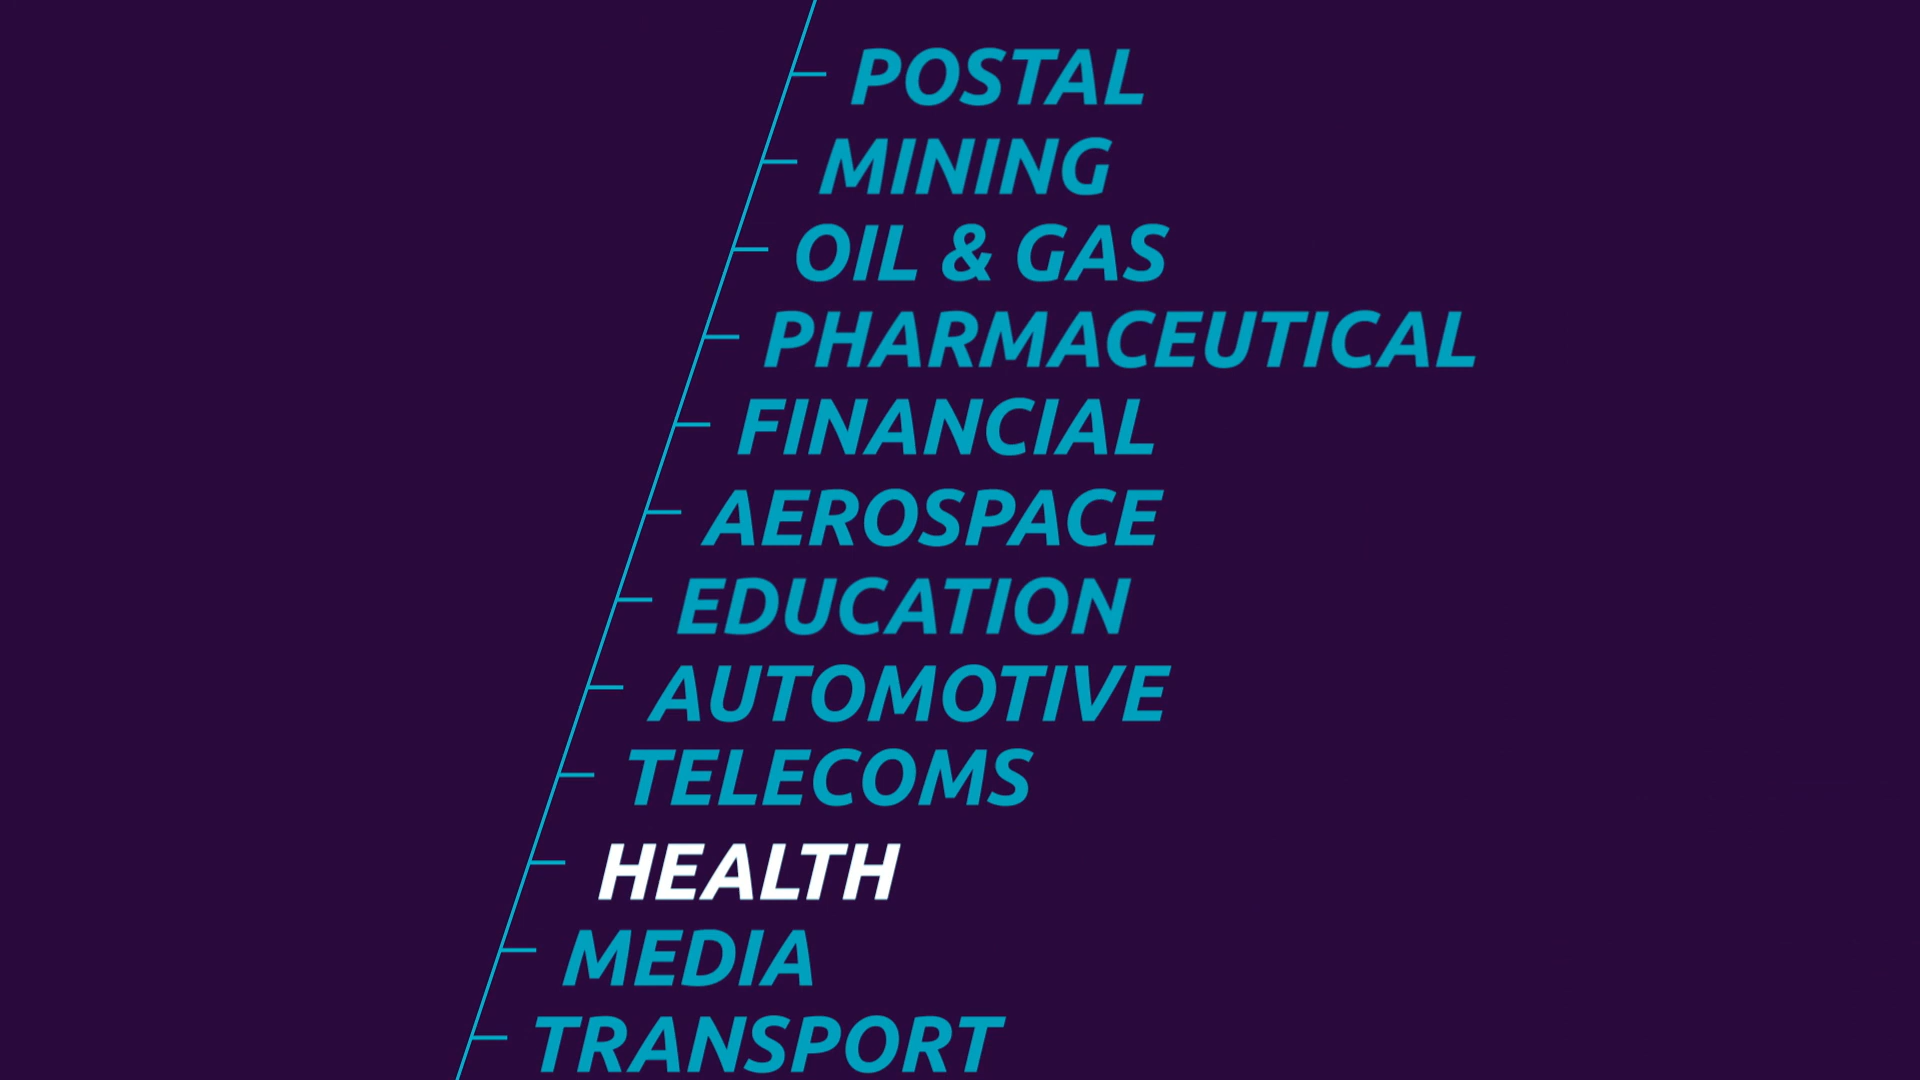 POSTAL
MINING
OIL & GAS
PHARMACEUTICAL
FINANCIAL
AEROSPACE
EDUCATION
AUTOMOTIVE
TELECOMS
HEALTH
MEDIA
TRANSPORT